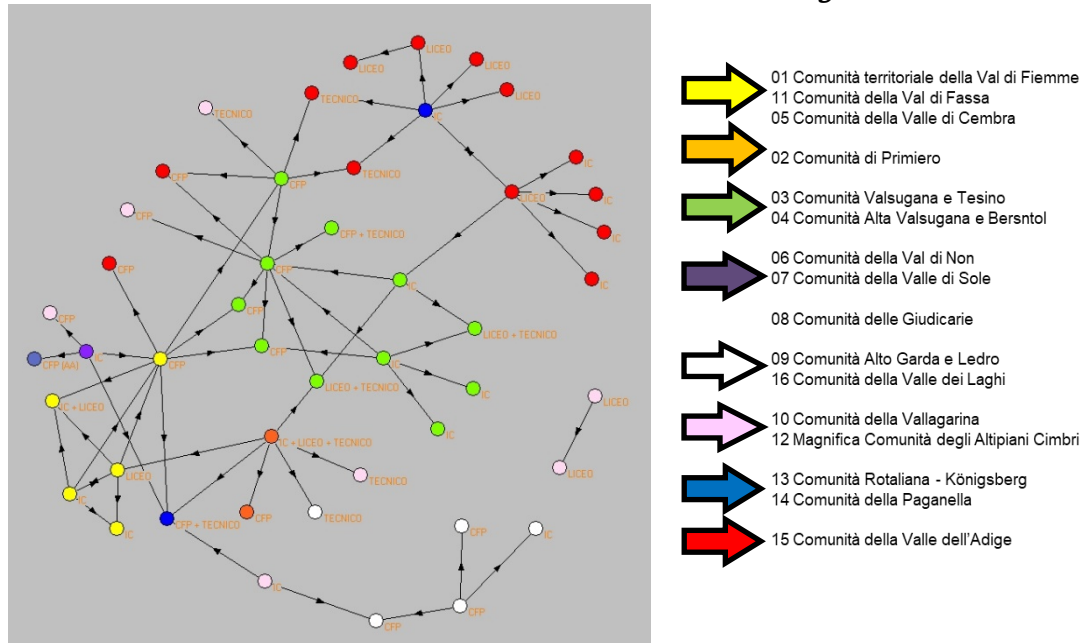 LICEO
LICEO
LICEO
LICEO
TECNICO
IC
TECNICO
TECNICO
CFP
CFP
LICEO
IC
IC
IC
IC
CFP
CFP + TECNICO
CFP
CFP
IC
CFP
CFP
LICEO + TECNICO
CFP (AA)
IC
CFP
CFP
IC
LICEO + TECNICO
IC
IC
IC + LICEO
LICEO
LICEO
IC + LICEO + TECNICO
LICEO
TECNICO
IC
IC
CFP + TECNICO
CFP
TECNICO
CFP
IC
IC
CFP
CFP
01 Comunità territoriale della Val di Fiemme
11 Comunità della Val di Fassa
05 Comunità della Valle di Cembra
02 Comunità di Primiero
03 Comunità Valsugana e Tesino
04 Comunità Alta Valsugana e Bersntol
06 Comunità della Val di Non
07 Comunità della Valle di Sole
08 Comunità delle Giudicarie
09 Comunità Alto Garda e Ledro
16 Comunità della Valle dei Laghi
10 Comunità della Vallagarina
12 Magnifica Comunità degli Altipiani Cimbri
13 Comunità Rotaliana - Königsberg
14 Comunità della Paganella
15 Comunità della Valle dell'Adige